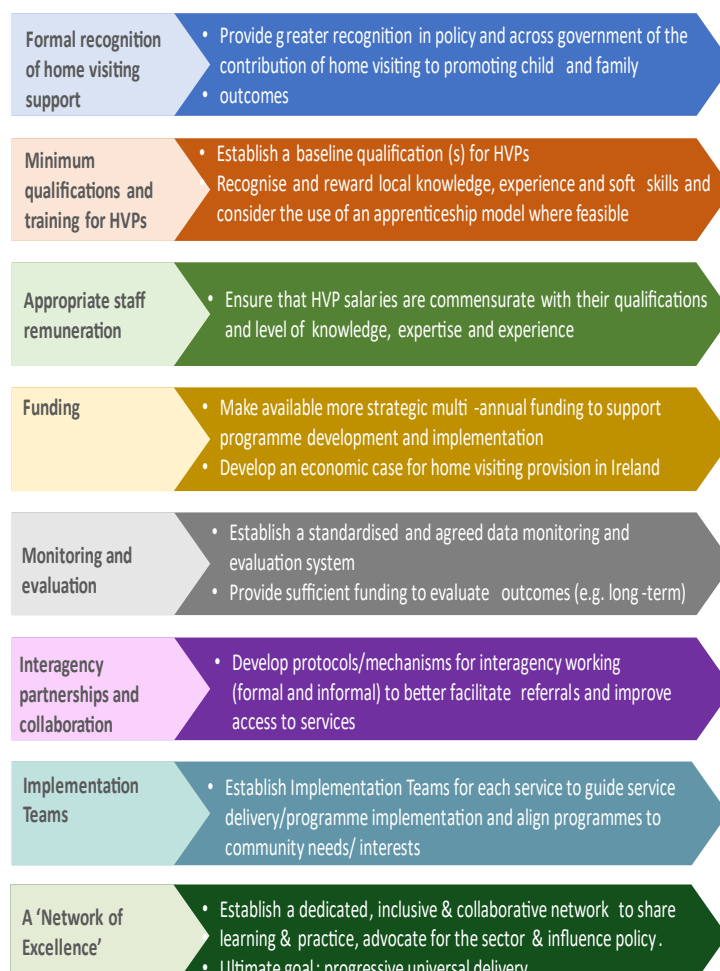 Formal recognition
of home visiting
support
• Provide greater recognition in policy and across government of the
contribution of home visiting to promoting child and family
• outcomes
Minimum
qualifications and
training for HVPs
• Establish a baseline qualification (s) for HVPs
• Recognise and reward local knowledge, experience and soft skills and
consider the use of an apprenticeship model where feasible
Appropriate staff
remuneration
• Ensure that HVP salaries are commensurate with their qualifications
and level of knowledge, expertise and experience
Funding
• Make available more strategic multi -annual funding to support
programme development and implementation
• Develop an economic case for home visiting provision in Ireland
Monitoring and
evaluation
• Establish a standardised and agreed data monitoring and
evaluation system
• Provide sufficient funding to evaluate outcomes (e.g. long -term)
Interagency
partnerships and
collaboration
• Develop protocols/mechanisms for interagency working
(formal and informal) to better facilitate referrals and improve
access to services
Implementation
Teams
• Establish Implementation Teams for each service to guide service
delivery/programme implementation and align programmes to
community needs/ interests
A ‘Network of
Excellence’
• Establish a dedicated, inclusive & collaborative network to share
learning & practice, advocate for the sector & influence policy.
• Ultimate goal: progressive universal delivery